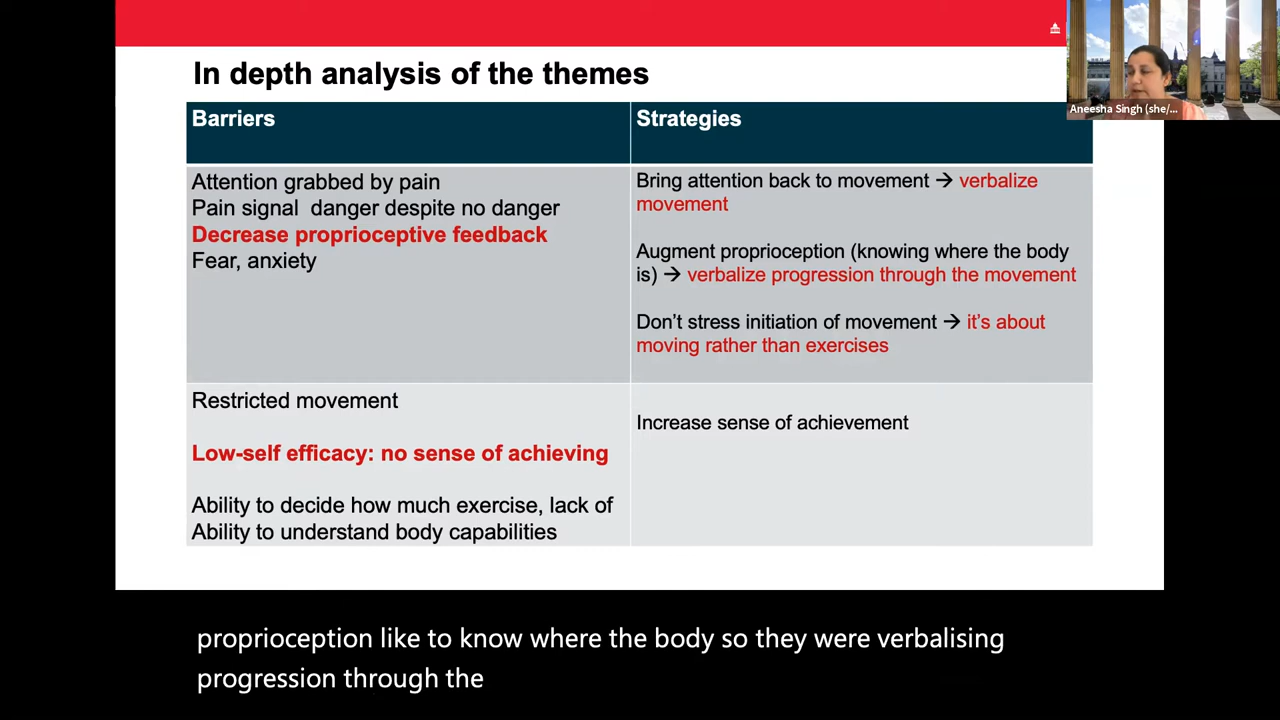 In depth analysis of the themes
Aneesha Singh (she/...
Barriers
Strategies
Attention grabbed by pain
Pain signal danger despite no danger
Decrease proprioceptive feedback
Fear, anxiety
Bring attention back to movement → verbalize
movement
Augment proprioception (knowing where the body
is) → verbalize progression through the movement
Don't stress initiation of movement → it's about
moving rather than exercises
Restricted movement
Low-self efficacy: no sense of achieving
Ability to decide how much exercise, lack of
Ability to understand body capabilities
Increase sense of achievement
proprioception like to know where the body so they were verbalising
progression through the